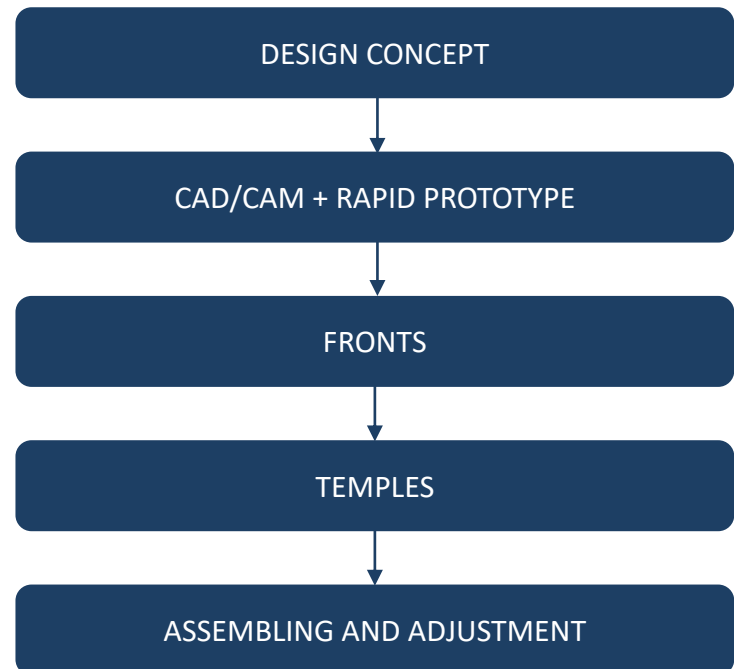 DESIGN CONCEPT
CAD/CAM + RAPID PROTOTYPE
FRONTS
TEMPLES
ASSEMBLING AND ADJUSTMENT